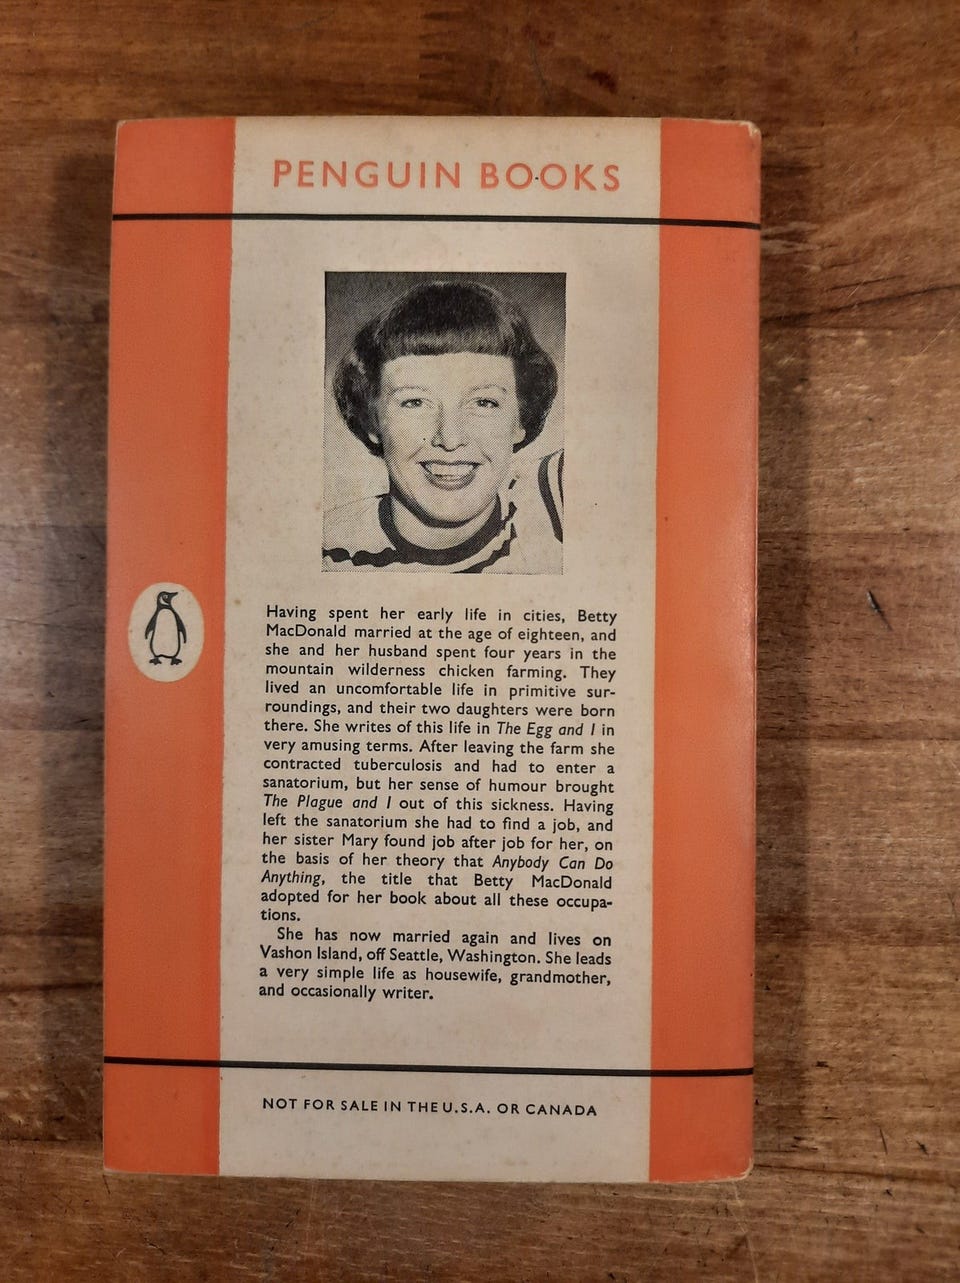 PENGUIN BOOKS
Having spent her early life in cities, Betty
MacDonald married at the age of eighteen, and
she and her husband spent four years in the
mountain wilderness chicken farming. They
lived an uncomfortable life in primitive sur-
roundings, and their two daughters were born
there. She writes of this life in The Egg and I in
very amusing terms. After leaving the farm she
contracted tuberculosis and had to enter a
sanatorium, but her sense of humour brought
The Plague and I out of this sickness. Having
left the sanatorium she had to find a job, and
her sister Mary found job after job for her, on
the basis of her theory that Anybody Can Do
Anything, the title that Betty MacDonald
adopted for her book about all these occupa-
tions.
She has now married again and lives on
Vashon Island, off Seattle, Washington. She leads
a very simple life as housewife, grandmother,
and occasionally writer.
NOT FOR SALE IN THE U.S.A. OR CANADA